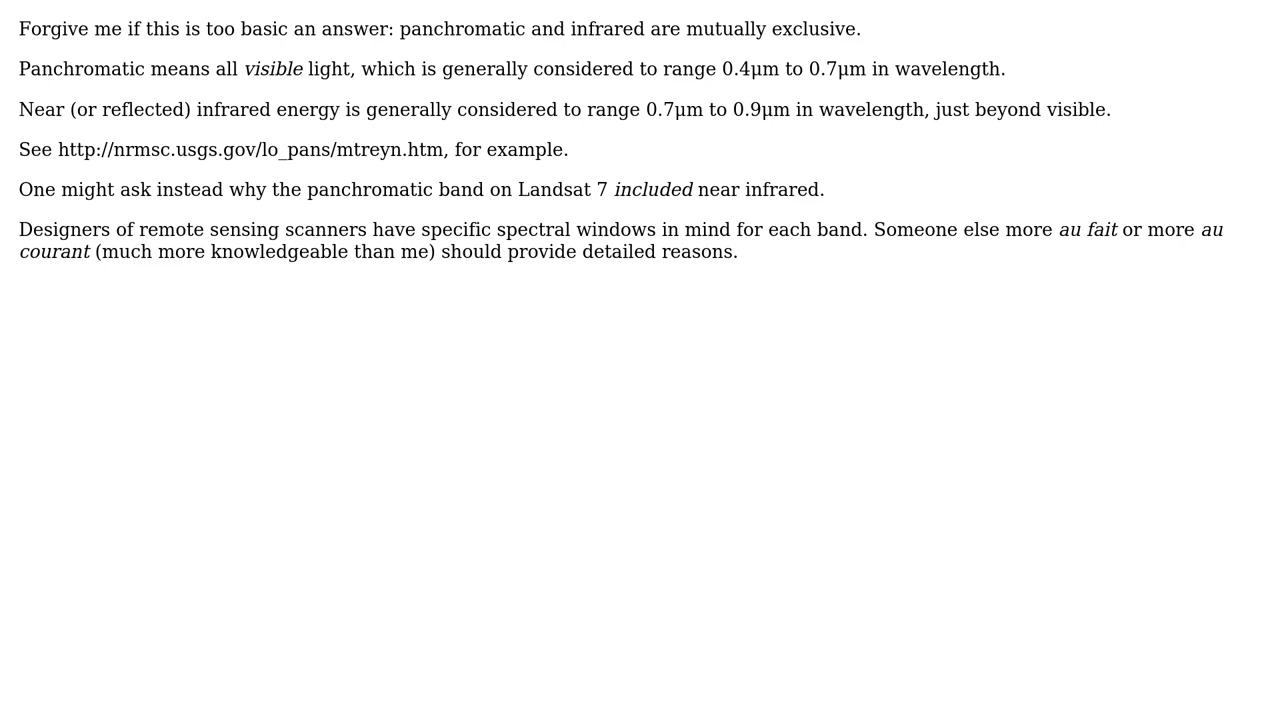 Forgive me if this is too basic an answer: panchromatic and infrared are mutually exclusive.
Panchromatic means all visible light, which is generally considered to range 0.4µm to 0.7µm in wavelength.
Near (or reflected) infrared energy is generally considered to range 0.7µm to 0.9µm in wavelength, just beyond visible.
See http://nrmsc.usgs.gov/lo_pans/mtreyn.htm, for example.
One might ask instead why the panchromatic band on Landsat 7 included near infrared.
Designers of remote sensing scanners have specific spectral windows in mind for each band. Someone else more au fait or more au
courant (much more knowledgeable than me) should provide detailed reasons.